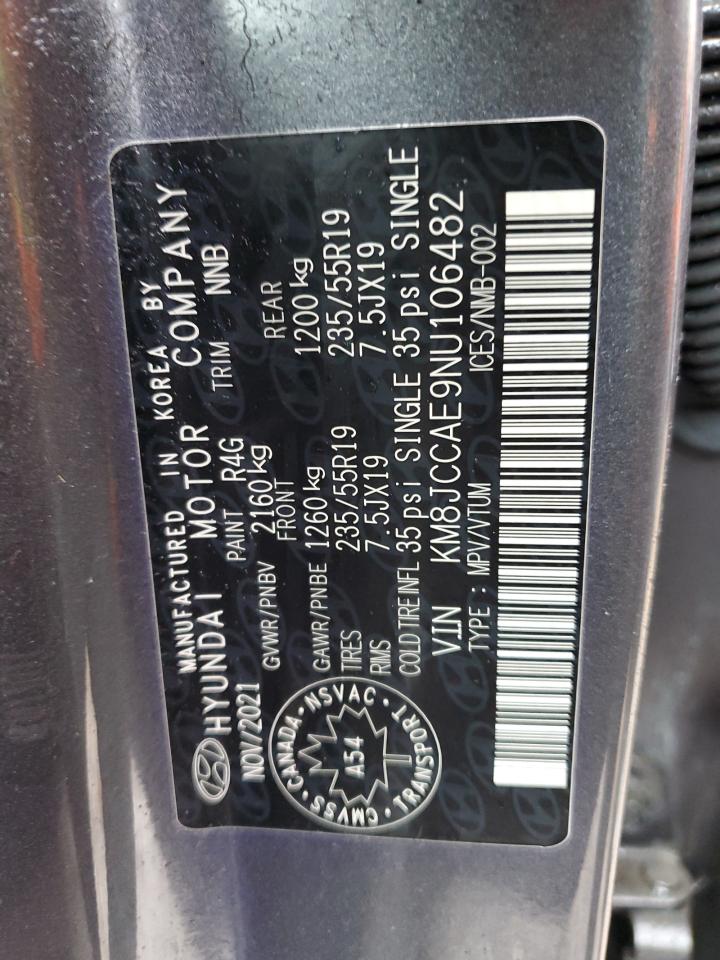 MANUFACTURED IN KOREA BY
HYUNDAI MOTOR COMPANY
NOV/2021 PAINT R4G TRIM NNB
GVWR/PNBV 2160 kg
FRONT REAR
GAWR/PNBE 1260 kg 1200 kg
TIRES 235/55R19 235/55R19
RIMS 7.5JX19 7.5JX19
COLD TIRE INFL 35 psi SINGLE 35 psi SINGLE
VIN KM8JCCAE9NU106482
TYPE : MPV/VTUM ICES/NMB-002
CANADA · NSVAC · TRANSPORT · CMVSS ·
A54